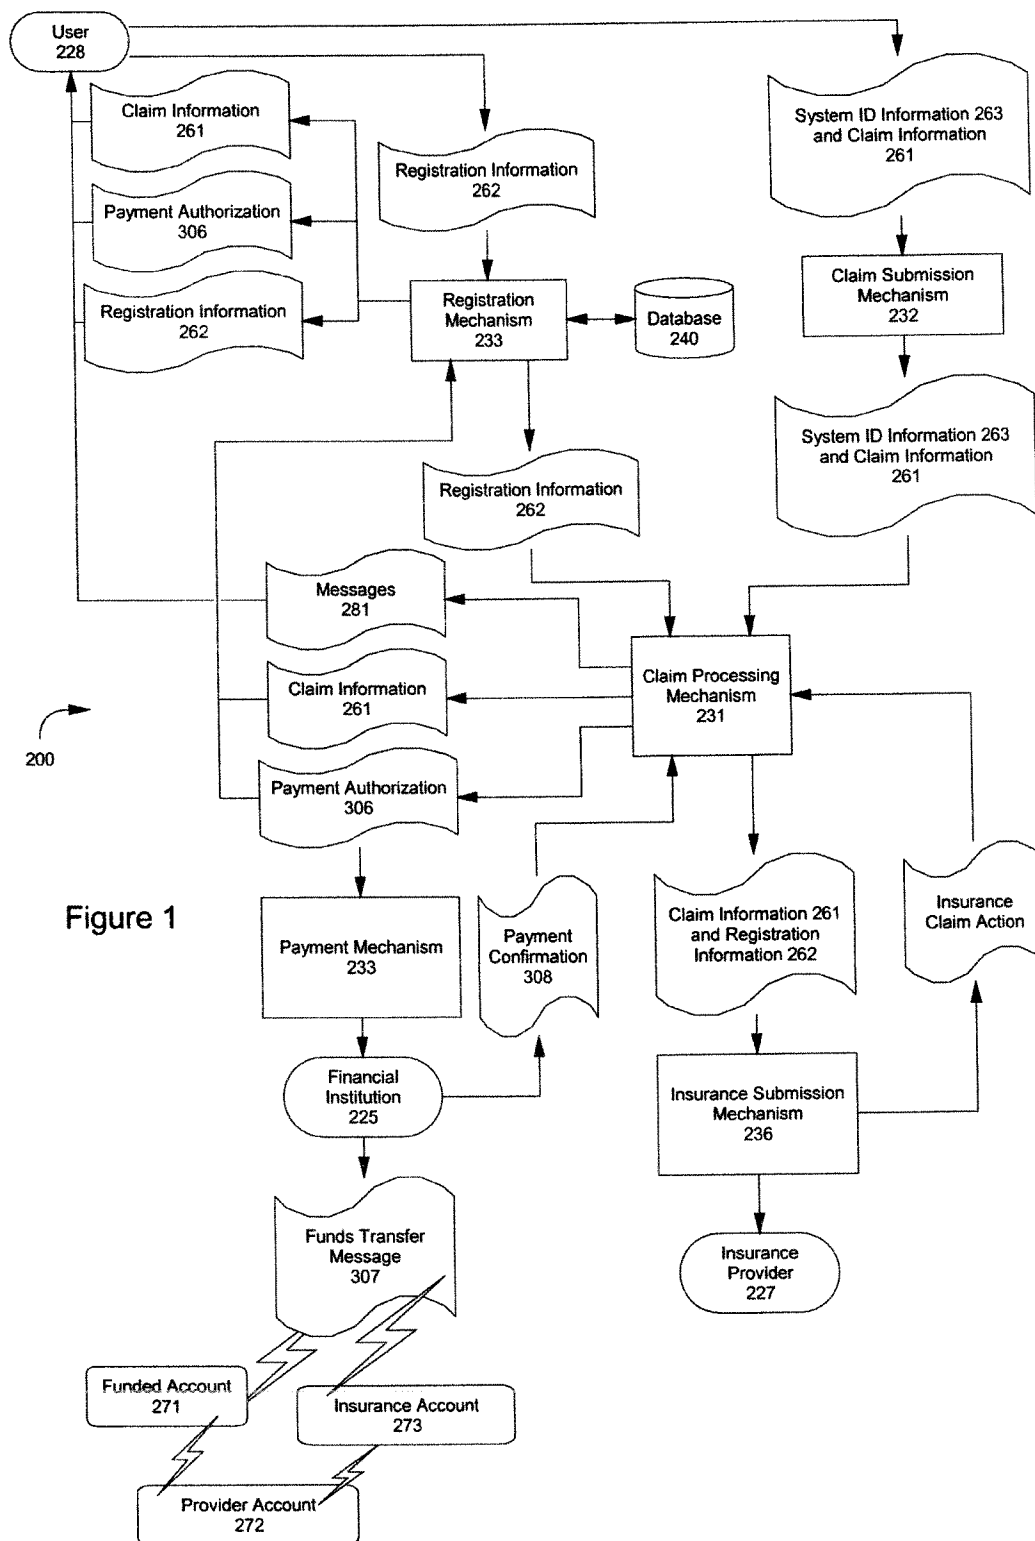 User
228
Claim Information
261
System ID Information 263
and Claim Information
261
Registration Information
262
Payment Authorization
306
Claim Submission
Mechanism
232
Registration Information
262
Registration
Mechanism
233
Database
240
System ID Information 263
and Claim Information
261
Registration Information
262
Messages
281
Claim Processing
Mechanism
231
Claim Information
261
200
Payment Authorization
306
Figure 1
Payment Mechanism
233
Payment
Confirmation
308
Claim Information 261
and Registration
Information 262
Insurance
Claim Action
Financial
Institution
225
Insurance Submission
Mechanism
236
Funds Transfer
Message
307
Insurance
Provider
227
Funded Account
271
Insurance Account
273
Provider Account
272